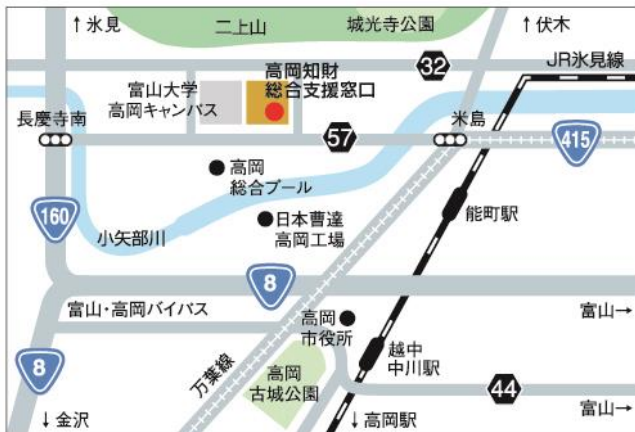 ↑氷見
二上山
城光寺公園
↑伏木
JR氷見線
32
富山大学
高岡キャンパス
高岡知財
総合支援窓口
長慶寺南
57
米島
415
高岡
総合プール
160
小矢部川
日本曹達
高岡工場
能町駅
8
富山・高岡バイパス
富山→
高岡
市役所
越中
中川駅
8
万葉線
高岡
古城公園
44
↓金沢
↓高岡駅
富山→